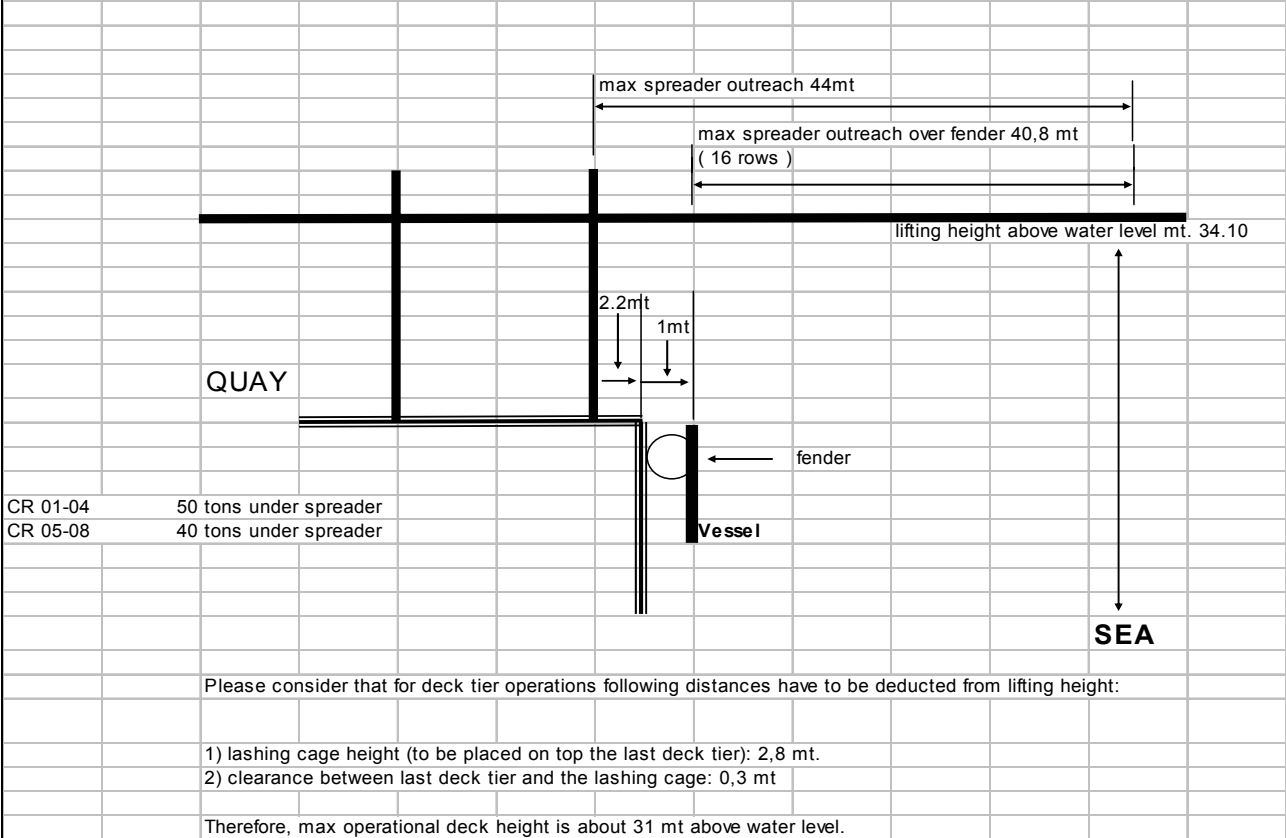 max spreader outreach 44mt
max spreader outreach over fender 40,8 mt
( 16 rows )
lifting height above water level mt. 34.10
2.2mt
1mt
QUAY
fender
CR 01-04 50 tons under spreader
CR 05-08 40 tons under spreader
Vessel
SEA
Please consider that for deck tier operations following distances have to be deducted from lifting height:
1) lashing cage height (to be placed on top the last deck tier): 2,8 mt.
2) clearance between last deck tier and the lashing cage: 0,3 mt
Therefore, max operational deck height is about 31 mt above water level.